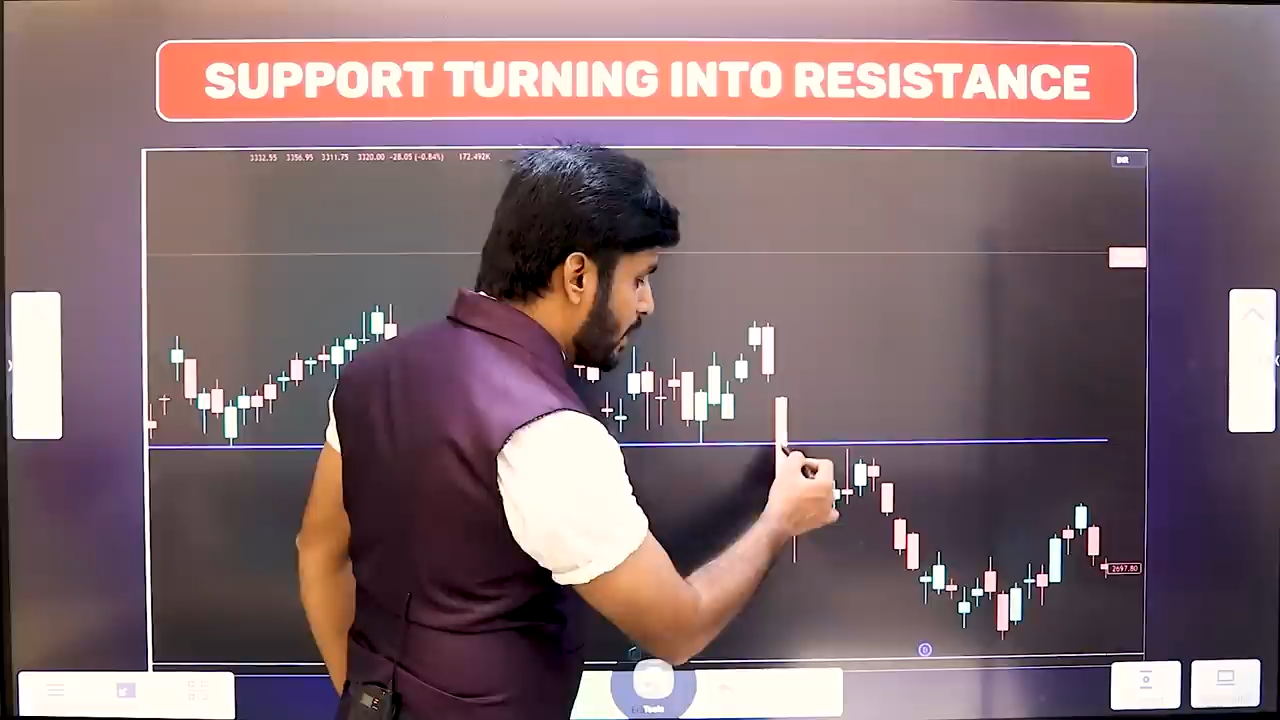 SUPPORT TURNING INTO RESISTANCE
3332.55 3356.95 3311.75 3320.00 -28.05 (-0.84%) 172.492K
INR
2697.80